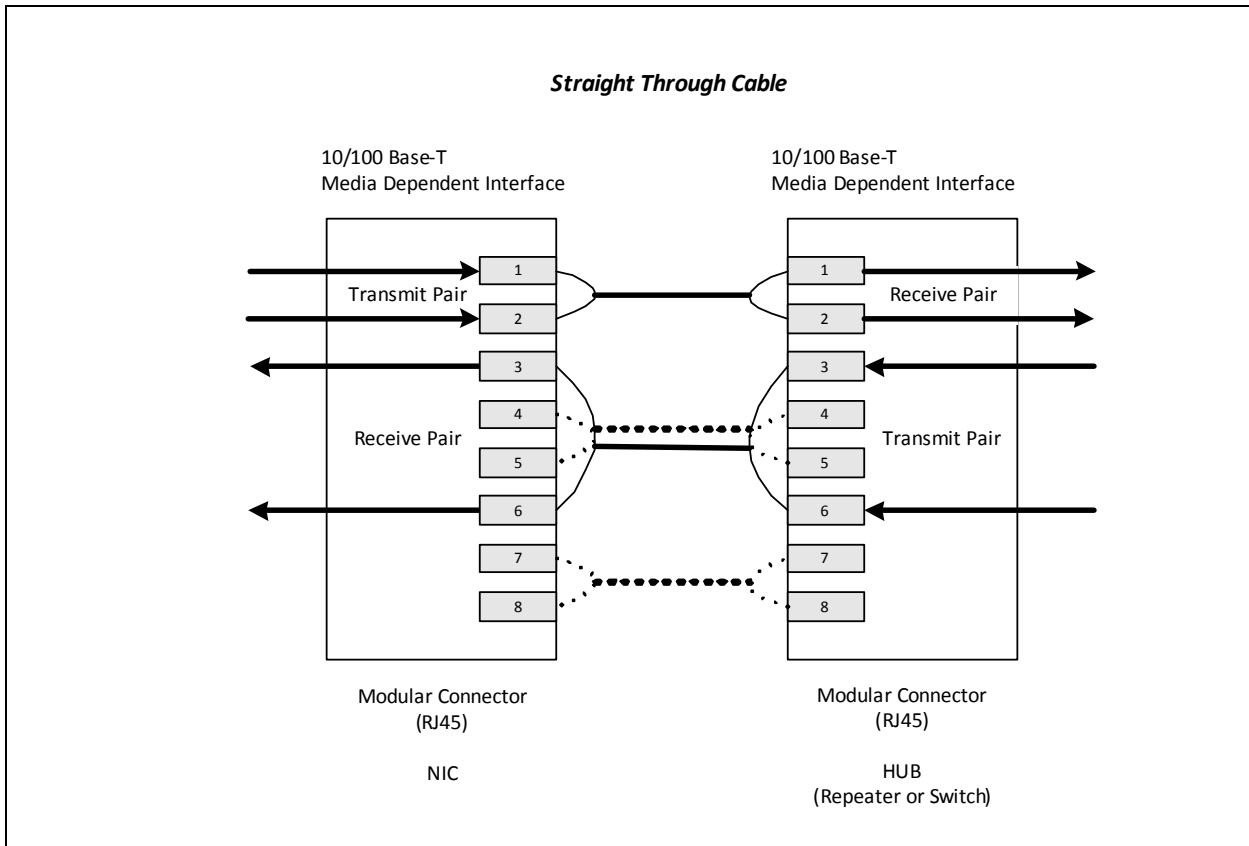 Straight Through Cable
10/100 Base-T
Media Dependent Interface
10/100 Base-T
Media Dependent Interface
1
Transmit Pair
2
3
4
Receive Pair
5
6
7
8
1
Receive Pair
2
3
4
Transmit Pair
5
6
7
8
Modular Connector
(RJ45)
NIC
Modular Connector
(RJ45)
HUB
(Repeater or Switch)